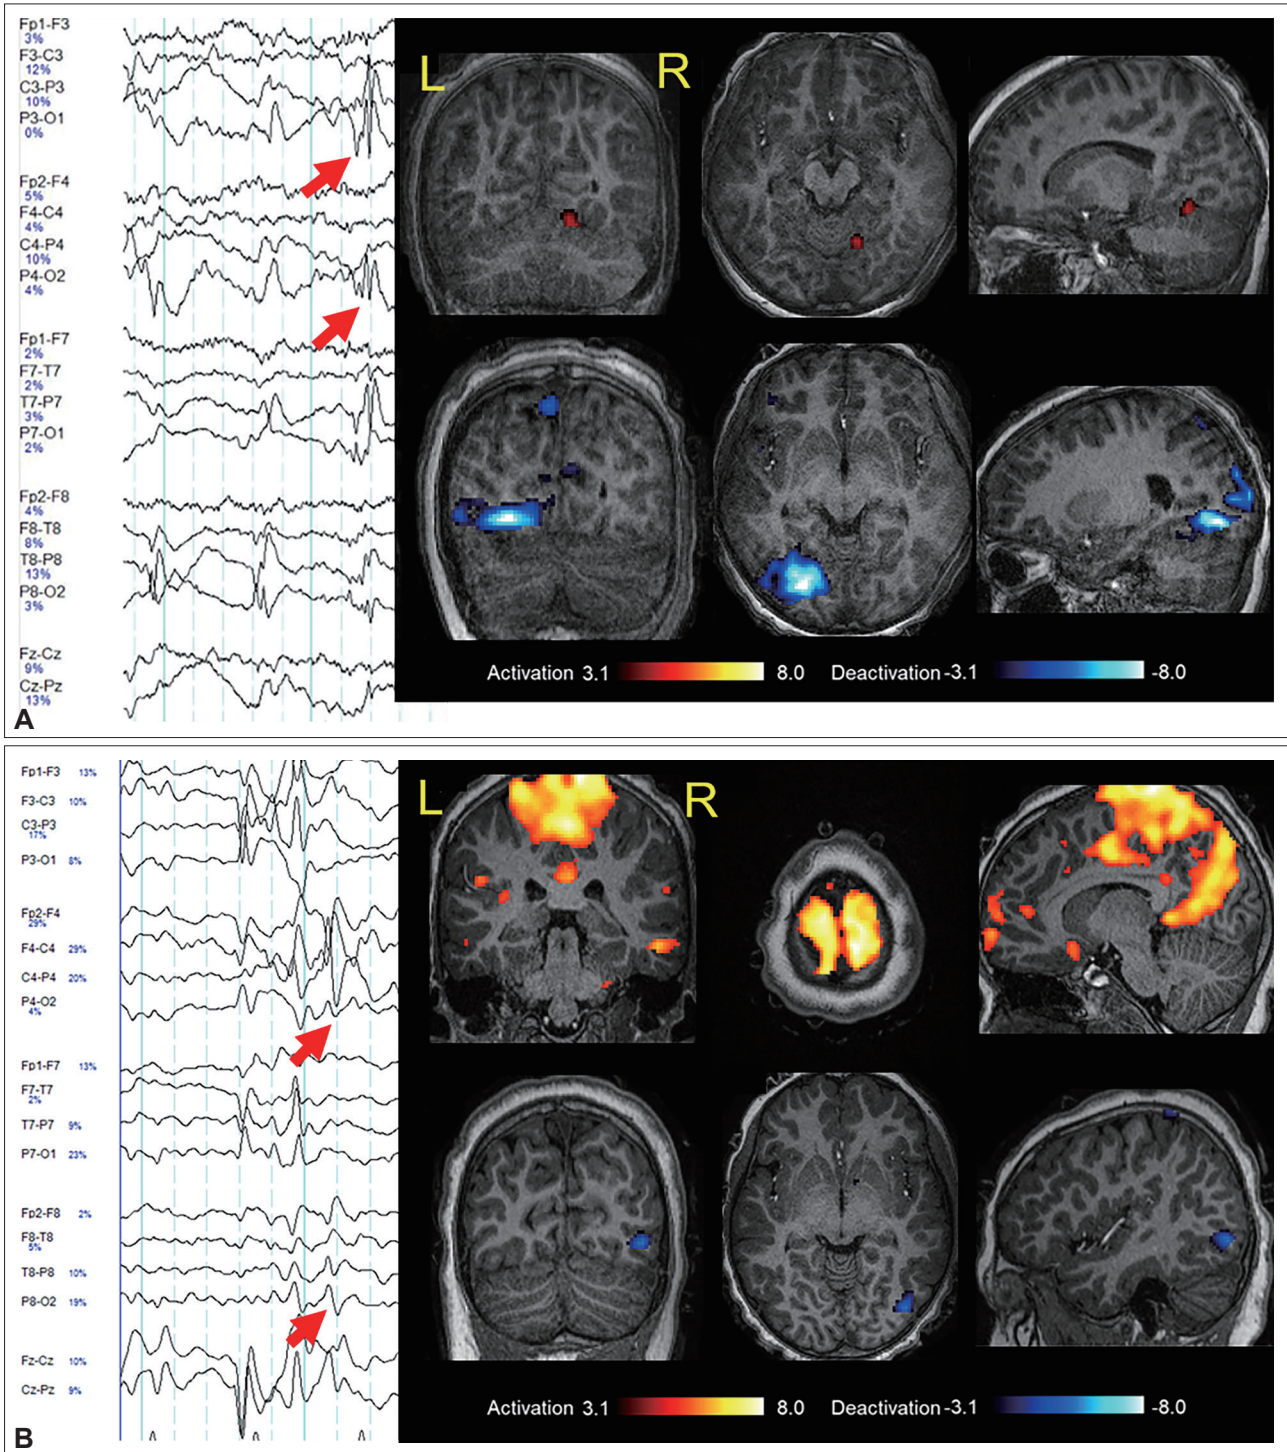 Fp1-F3
3%
F3-C3
12%
C3-P3
10%
P3-O1
0%
Fp2-F4
5%
F4-C4
4%
C4-P4
10%
P4-O2
4%
Fp1-F7
2%
F7-T7
2%
T7-P7
3%
P7-O1
2%
Fp2-F8
4%
F8-T8
8%
T8-P8
13%
P8-O2
3%
Fz-Cz
9%
Cz-Pz
13%
A
L R
Activation 3.1 8.0 Deactivation -3.1 -8.0
Fp1-F3 13%
F3-C3 10%
C3-P3
17%
P3-O1 8%
Fp2-F4
29%
F4-C4 29%
C4-P4 20%
P4-O2
4%
Fp1-F7 13%
F7-T7
2%
T7-P7 9%
P7-O1 23%
Fp2-F8 2%
F8-T8
5%
T8-P8 10%
P8-O2 19%
Fz-Cz 10%
Cz-Pz 9%
B
L R
Activation 3.1 8.0 Deactivation -3.1 -8.0